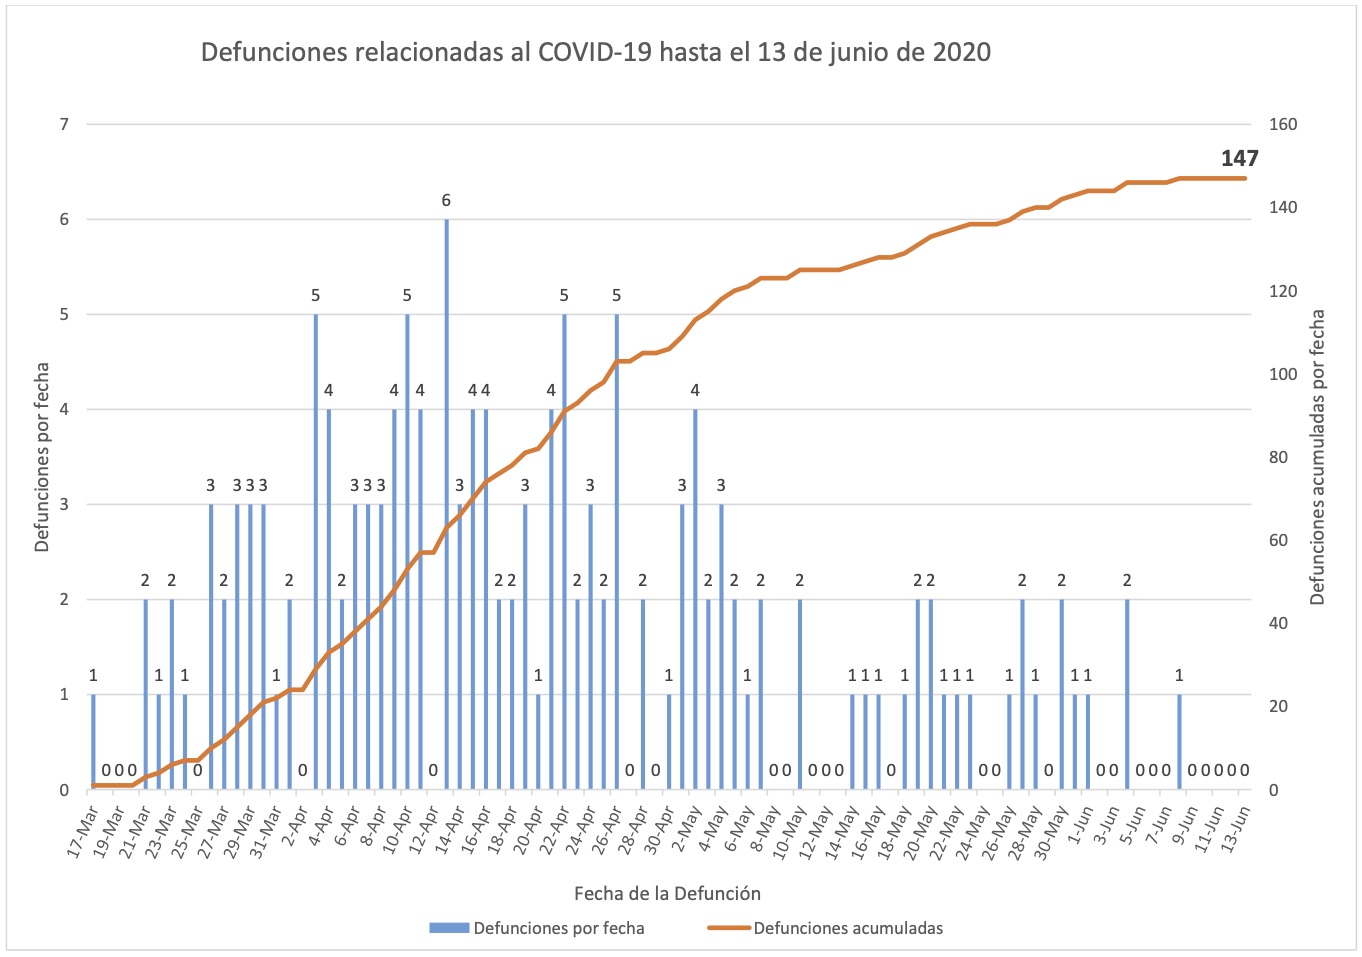 Defunciones relacionadas al COVID-19 hasta el 13 de junio de 2020
7
6
5
4
3
2
1
0
Defunciones por fecha
160
140
120
100
80
60
40
20
0
Defunciones acumuladas por fecha
147
1 0 0 0 2 1 2 1 0 3 2 3 3 3 1 2 0 5 4 2 3 3 3 4 5 4 0 6 3 4 4 2 2 3 1 4 5 2 3 2 5 0 2 0 1 3 4 2 3 2 1 2 0 0 2 0 0 0 1 1 1 0 1 2 2 1 1 1 0 0 1 2 1 0 2 1 1 0 0 2 0 0 0 1 0 0 0 0 0
17-Mar 19-Mar 21-Mar 23-Mar 25-Mar 27-Mar 29-Mar 31-Mar 2-Apr 4-Apr 6-Apr 8-Apr 10-Apr 12-Apr 14-Apr 16-Apr 18-Apr 20-Apr 22-Apr 24-Apr 26-Apr 28-Apr 30-Apr 2-May 4-May 6-May 8-May 10-May 12-May 14-May 16-May 18-May 20-May 22-May 24-May 26-May 28-May 30-May 1-Jun 3-Jun 5-Jun 7-Jun 9-Jun 11-Jun 13-Jun
Fecha de la Defunción
Defunciones por fecha Defunciones acumuladas